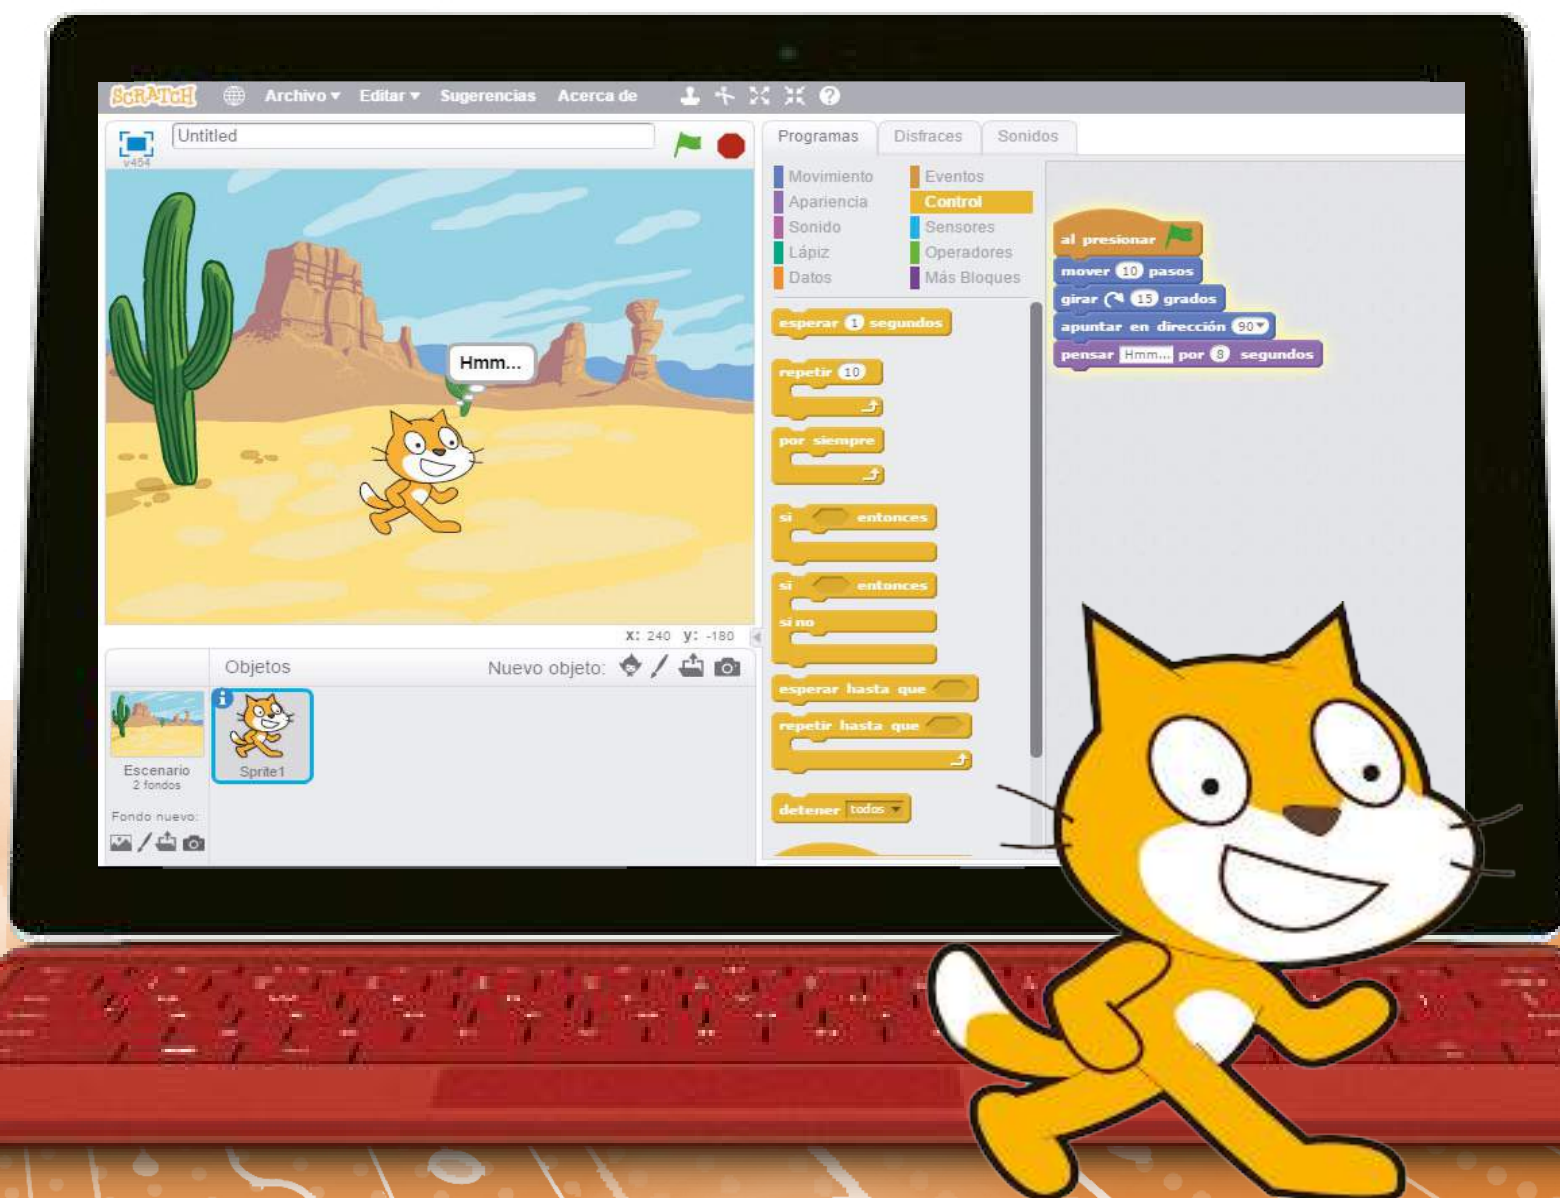 SCRATCH Archivo Editar Sugerencias Acerca de
Untitled
v454
Programas Disfraces Sonidos
Movimiento Eventos
Apariencia Control
Sonido Sensores
Lápiz Operadores
Datos Más Bloques
al presionar
mover 10 pasos
girar 15 grados
apuntar en dirección 90
pensar Hmm... por 8 segundos
esperar 1 segundos
repetir 10
por siempre
si entonces
si entonces
si no
esperar hasta que
repetir hasta que
detener todos
Hmm...
x: 240 y: -180
Objetos Nuevo objeto:
Escenario
2 fondos
Sprite1
Fondo nuevo: